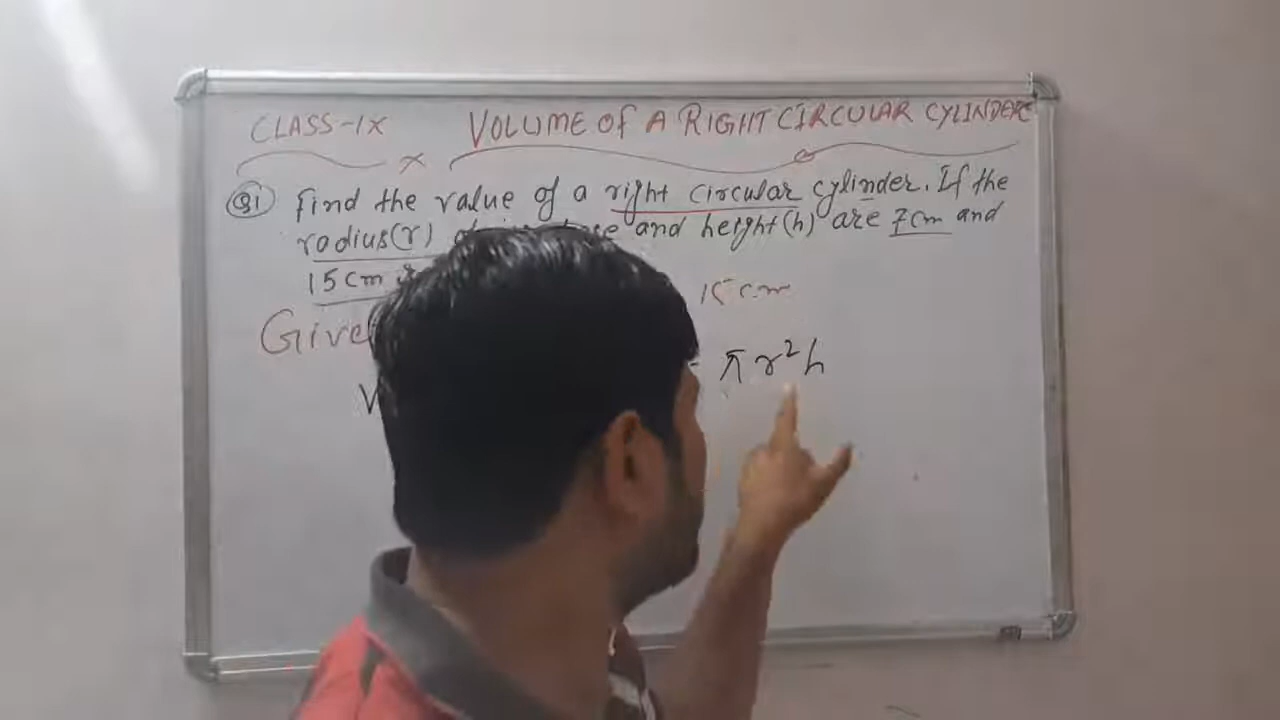 CLASS-IX VOLUME OF A RIGHT CIRCULAR CYLINDER
Q1 Find the value of a right circular cylinder. If the
radius(r) and height(h) are 7cm and
15cm
Give 15cm
V πr²h